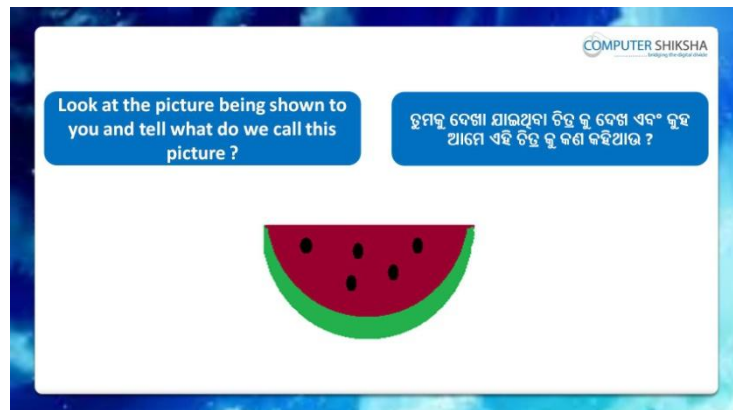 COMPUTER SHIKSHA
bridging the digital divide
Look at the picture being shown to
you and tell what do we call this
picture ?
ତୁମକୁ ଦେଖା ଯାଇଥିବା ଚିତ୍ର କୁ ଦେଖ ଏବଂ କୁହ
ଆମେ ଏହି ଚିତ୍ର କୁ କଣ କହିଥାଉ ?